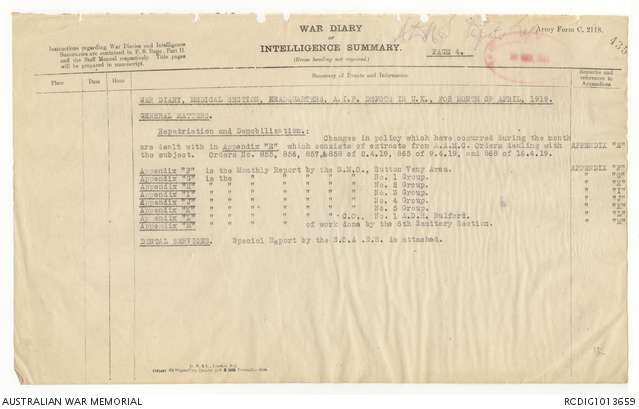 WAR DIARY
or
INTELLIGENCE SUMMARY.
(Erase heading not required.)
PAGE 4.
Army Form C. 2118.
435
Instructions regarding War Diaries and Intelligence
Summaries are contained in F. S. Regs., Part II.
and the Staff Manual respectively. Title pages
will be prepared in manuscript.
Place Date Hour Summary of Events and Information Remarks and references to Appendices
WAR DIARY, MEDICAL SECTION, HEADQUARTERS, A.I.F. DEPOTS IN U.K., FOR MONTH OF APRIL, 1919.
GENERAL MATTERS.
Repatriation and Demobilization.: Changes in policy which have occurred during the month
are dealt with in Appendix "E" which consists of extracts from A.A.M.C. Orders dealing with APPENDIX "E"
the subject. Orders No. 855, 856, 857,& 858 of 2.4.19, 865 of 9.4.19, and 868 of 16.4.19.
Appendix "F" is the Monthly Report by the S.M.O., Sutton Veny Area. APPENDIX "F"
Appendix "G" is the " " " " " No. 1 Group. " "G"
Appendix "H" " " " " " " " No. 2 Group. " "H"
Appendix "I" " " " " " " " No. 3 Group. " "I"
Appendix "J" " " " " " " " No. 4 Group. " "J"
Appendix "K" " " " " " " " No. 5 Group. " "K"
Appendix "L" " " " " " " C.O., No. 1 A.D.H. Bulford. " "L"
Appendix "M" " " " " of work done by the 6th Sanitary Section. " "M"
DENTAL SERVICES. Special Report by the S.O.A.D.S. is attached.
AUSTRALIAN WAR MEMORIAL
RCDIG1013659